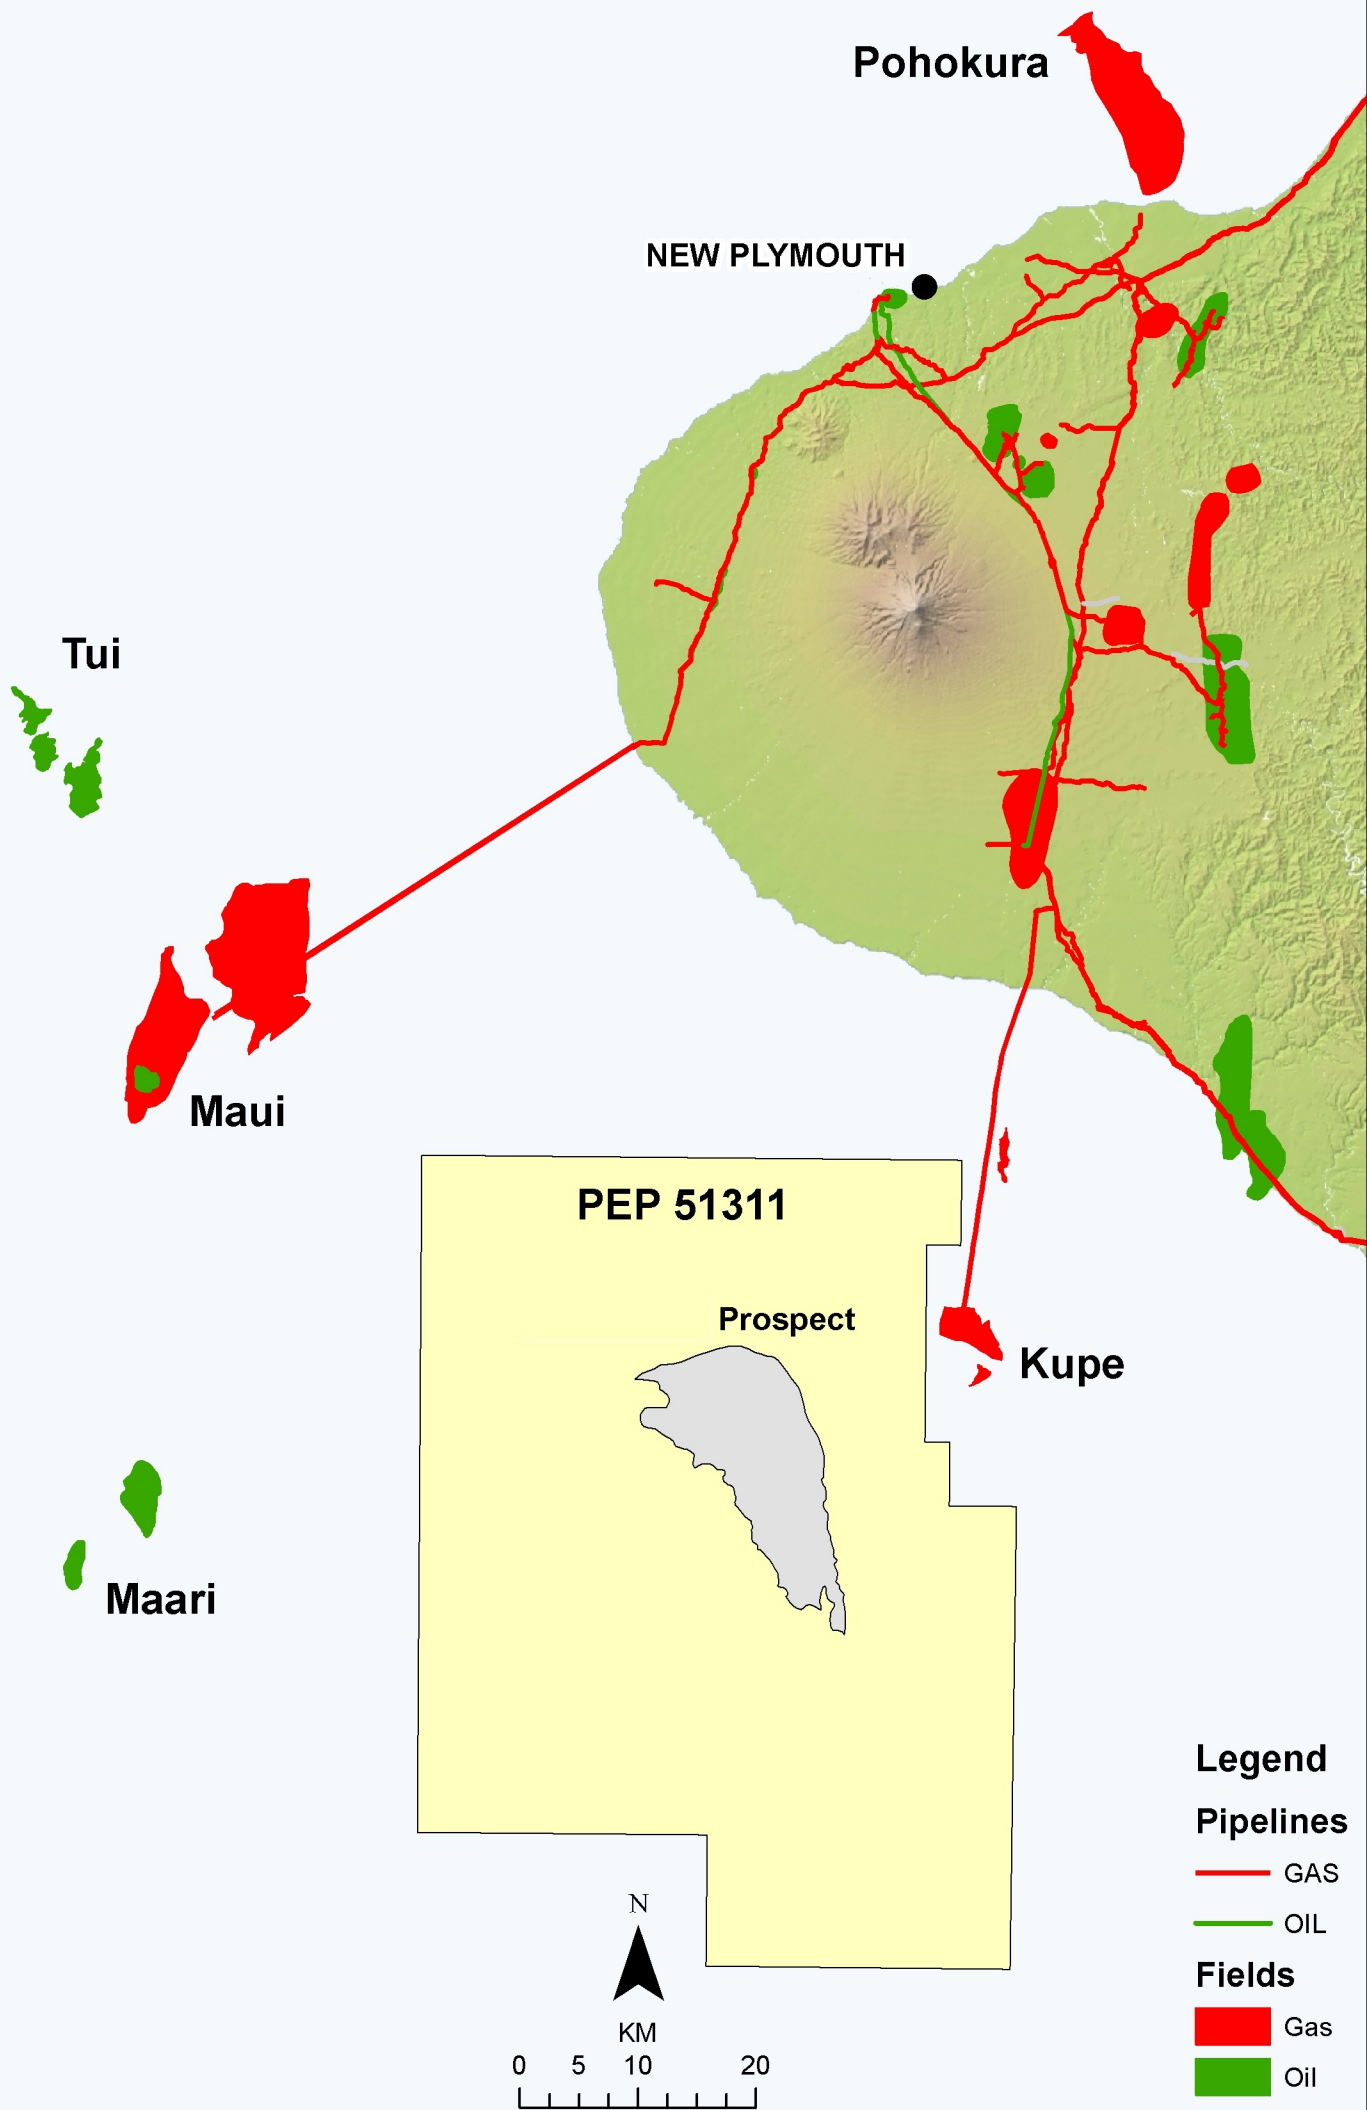 Pohokura
NEW PLYMOUTH
Tui
Maui
PEP 51311
Prospect
Kupe
Maari
Legend
Pipelines
GAS
OIL
Fields
Gas
Oil
N
KM
0 5 10 20